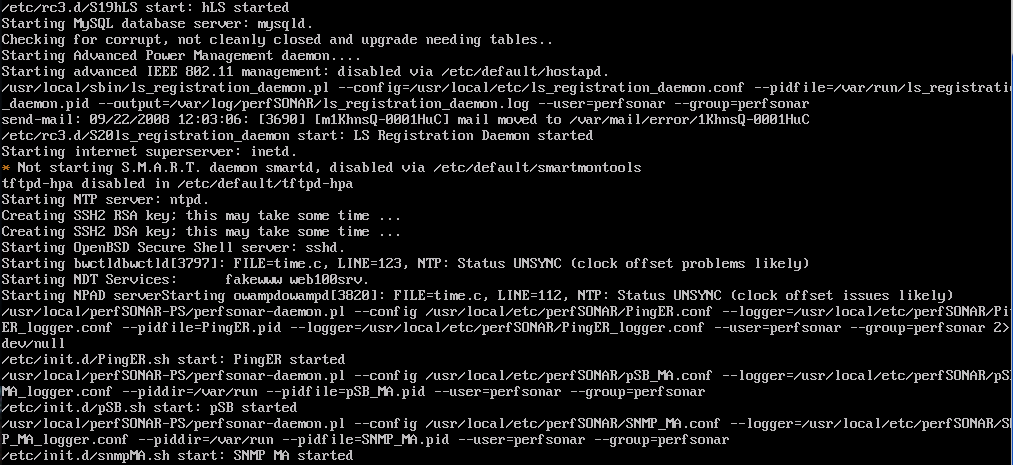 /etc/rc3.d/S19hLS start: hLS started
Starting MySQL database server: mysqld.
Checking for corrupt, not cleanly closed and upgrade needing tables..
Starting Advanced Power Management daemon....
Starting advanced IEEE 802.11 management: disabled via /etc/default/hostapd.
/usr/local/sbin/ls_registration_daemon.pl --config=/usr/local/etc/ls_registration_daemon.conf --pidfile=/var/run/ls_registrati
_daemon.pid --output=/var/log/perfSONAR/ls_registration_daemon.log --user=perfsonar --group=perfsonar
send-mail: 09/22/2008 12:03:06: [3690] [m1KhnsQ-0001HuC] mail moved to /var/mail/error/1KhnsQ-0001HuC
/etc/rc3.d/S20ls_registration_daemon start: LS Registration Daemon started
Starting internet superserver: inetd.
* Not starting S.M.A.R.T. daemon smartd, disabled via /etc/default/smartmontools
tftpd-hpa disabled in /etc/default/tftpd-hpa
Starting NTP server: ntpd.
Creating SSH2 RSA key; this may take some time ...
Creating SSH2 DSA key; this may take some time ...
Starting OpenBSD Secure Shell server: sshd.
Starting bwctldbwctld[3797]: FILE=time.c, LINE=123, NTP: Status UNSYNC (clock offset problems likely)
Starting NDT Services:      fakewww web100srv.
Starting NPAD serverStarting owampdowampd[3820]: FILE=time.c, LINE=112, NTP: Status UNSYNC (clock offset issues likely)
/usr/local/perfSONAR-PS/perfsonar-daemon.pl --config /usr/local/etc/perfSONAR/PingER.conf --logger=/usr/local/etc/perfSONAR/Pi
ER_logger.conf --pidfile=PingER.pid --logger=/usr/local/etc/perfSONAR/PingER_logger.conf --user=perfsonar --group=perfsonar 2>
dev/null
/etc/init.d/PingER.sh start: PingER started
/usr/local/perfSONAR-PS/perfsonar-daemon.pl --config /usr/local/etc/perfSONAR/pSB_MA.conf --logger=/usr/local/etc/perfSONAR/pS
MA_logger.conf --piddir=/var/run --pidfile=pSB_MA.pid --user=perfsonar --group=perfsonar
/etc/init.d/pSB.sh start: pSB started
/usr/local/perfSONAR-PS/perfsonar-daemon.pl --config /usr/local/etc/perfSONAR/SNMP_MA.conf --logger=/usr/local/etc/perfSONAR/S
P_MA_logger.conf --piddir=/var/run --pidfile=SNMP_MA.pid --user=perfsonar --group=perfsonar
/etc/init.d/snmpMA.sh start: SNMP MA started